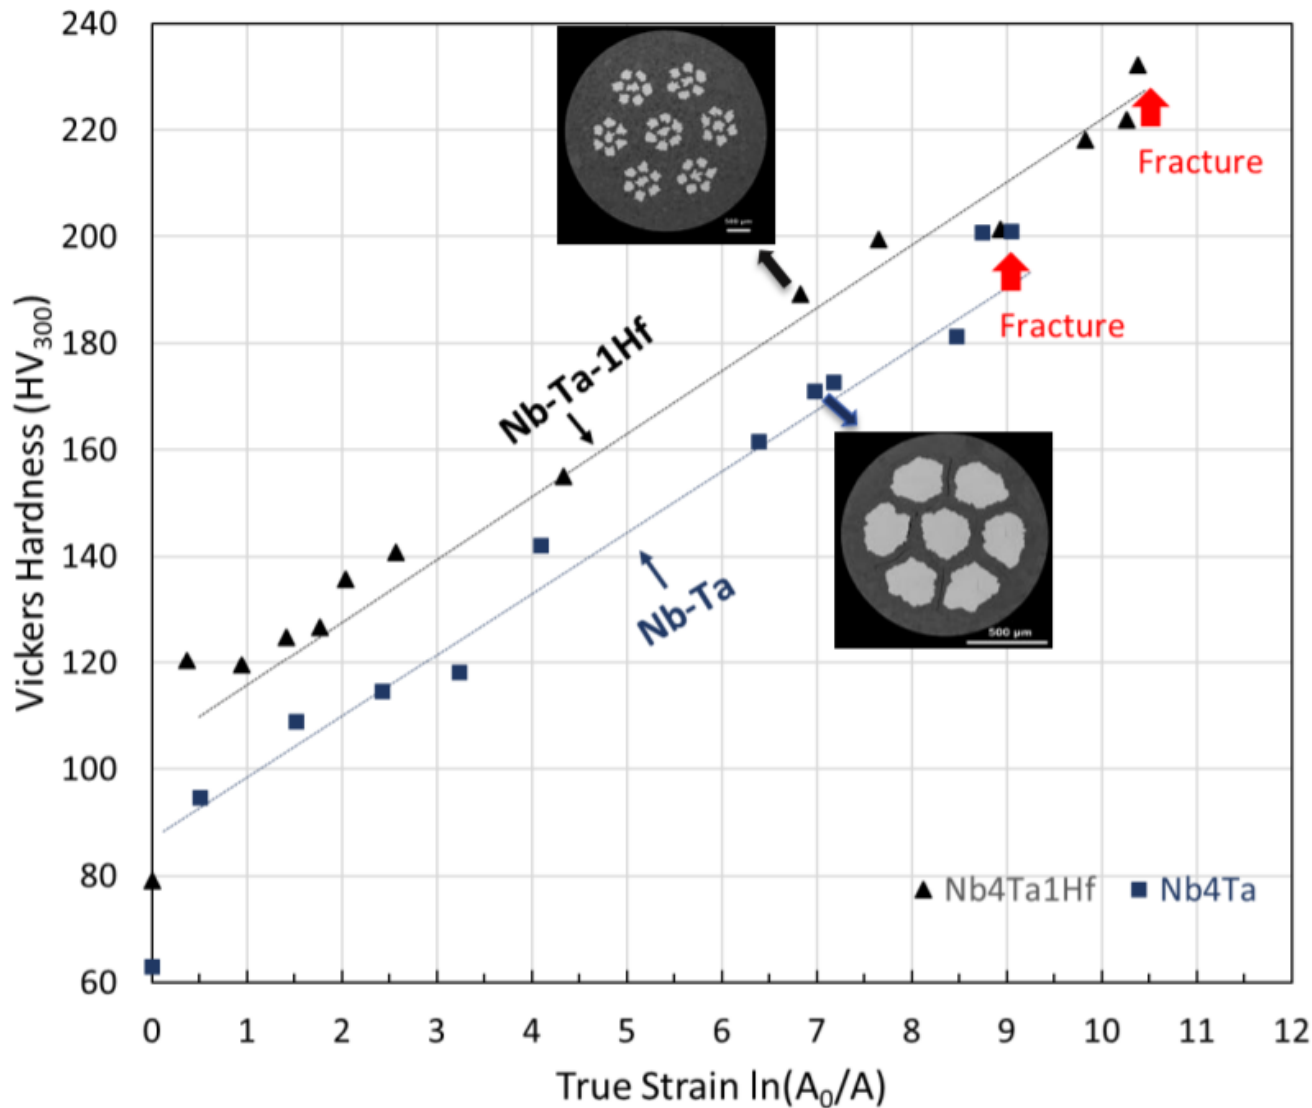 240
220
200
180
160
140
120
100
80
60
Vickers Hardness (HV300)
500 μm
Fracture
Fracture
Nb-Ta-1Hf
Nb-Ta
500 μm
Nb4Ta1Hf Nb4Ta
0 1 2 3 4 5 6 7 8 9 10 11 12
True Strain ln(A0/A)